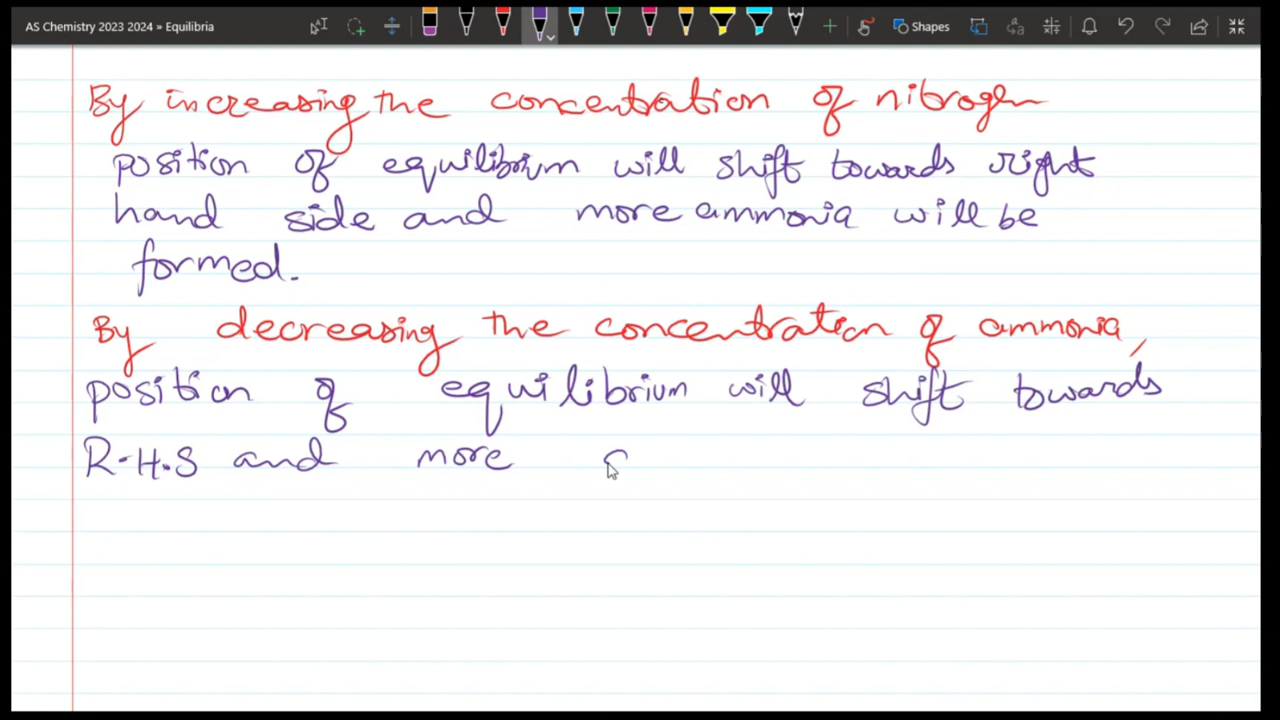 AS Chemistry 2023 2024 » Equilibria
Shapes
By increasing the concentration of nitrogen
position of equilibrium will shift towards right
hand side and more ammonia will be
formed.
By decreasing the concentration of ammonia,
position of equilibrium will shift towards
R.H.S and more